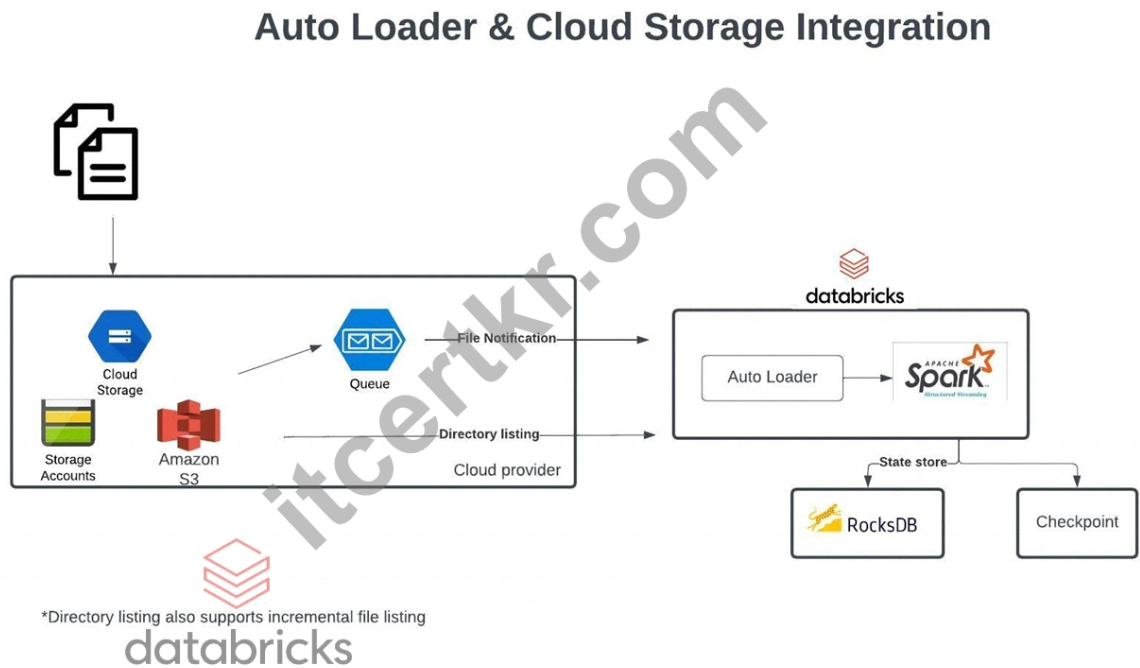 Auto Loader & Cloud Storage Integration
itcertkr.com
databricks
Cloud
Storage
Queue
File Notification
Auto Loader
APACHE
Spark™
Structured Streaming
Storage
Accounts
Amazon
S3
Directory listing
Cloud provider
State store
RocksDB
Checkpoint
*Directory listing also supports incremental file listing
databricks